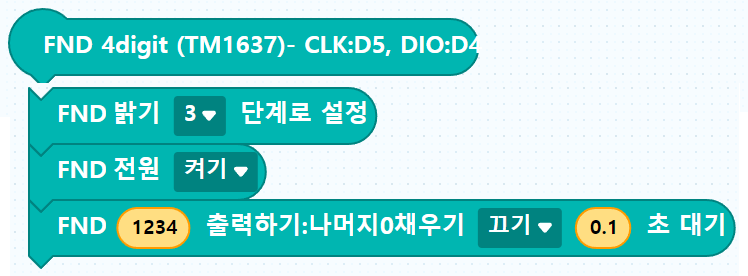 FND 4digit (TM1637)- CLK:D5, DIO:D4
FND 밝기 3 단계로 설정
FND 전원 켜기
FND 1234 출력하기:나머지0채우기 끄기 0.1 초 대기